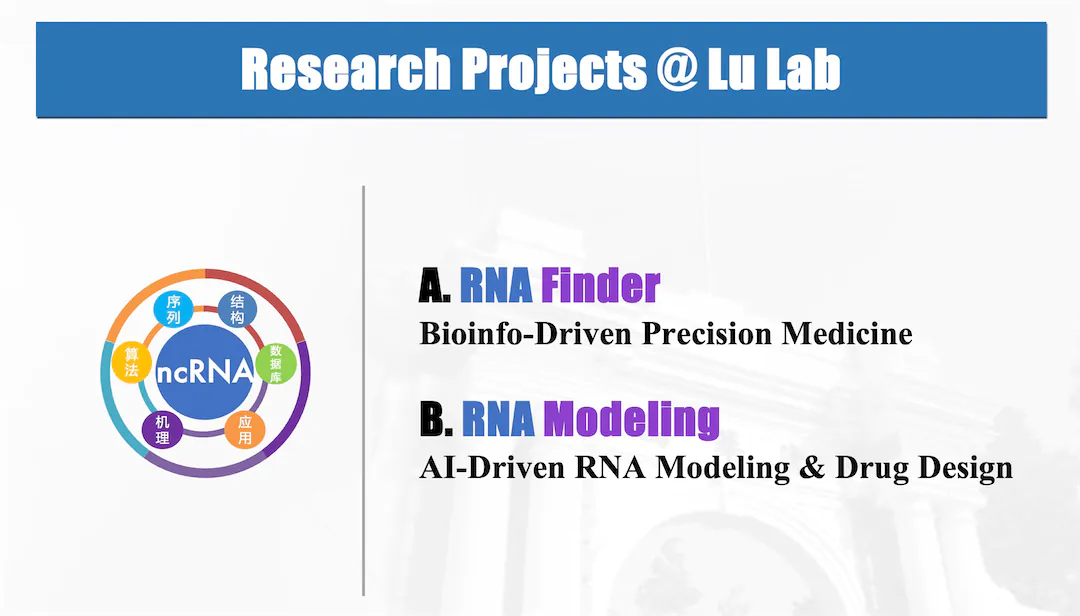 Research Projects @ Lu Lab
序列
结构
算法
ncRNA
数据库
机理
应用
A. RNA Finder
Bioinfo-Driven Precision Medicine
B. RNA Modeling
AI-Driven RNA Modeling & Drug Design